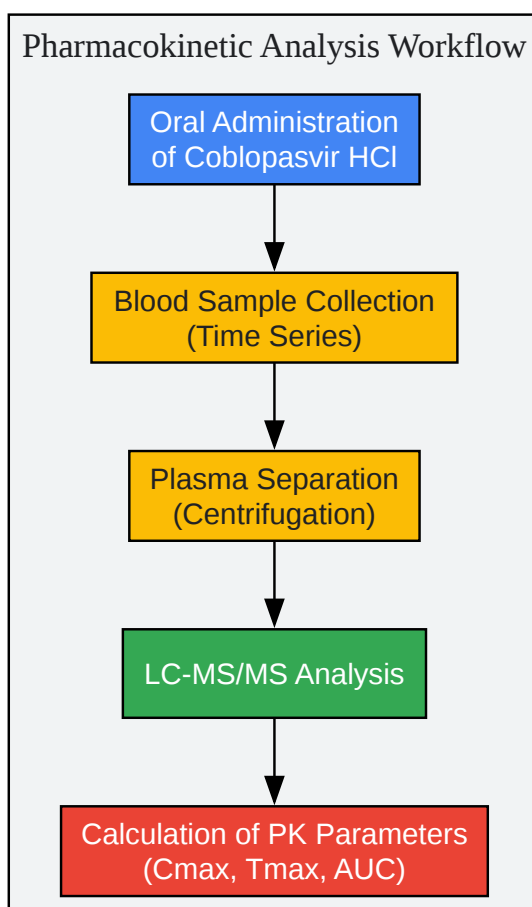 Pharmacokinetic Analysis Workflow
Oral Administration
of Coblopasvir HCl
Blood Sample Collection
(Time Series)
Plasma Separation
(Centrifugation)
LC-MS/MS Analysis
Calculation of PK Parameters
(Cmax, Tmax, AUC)